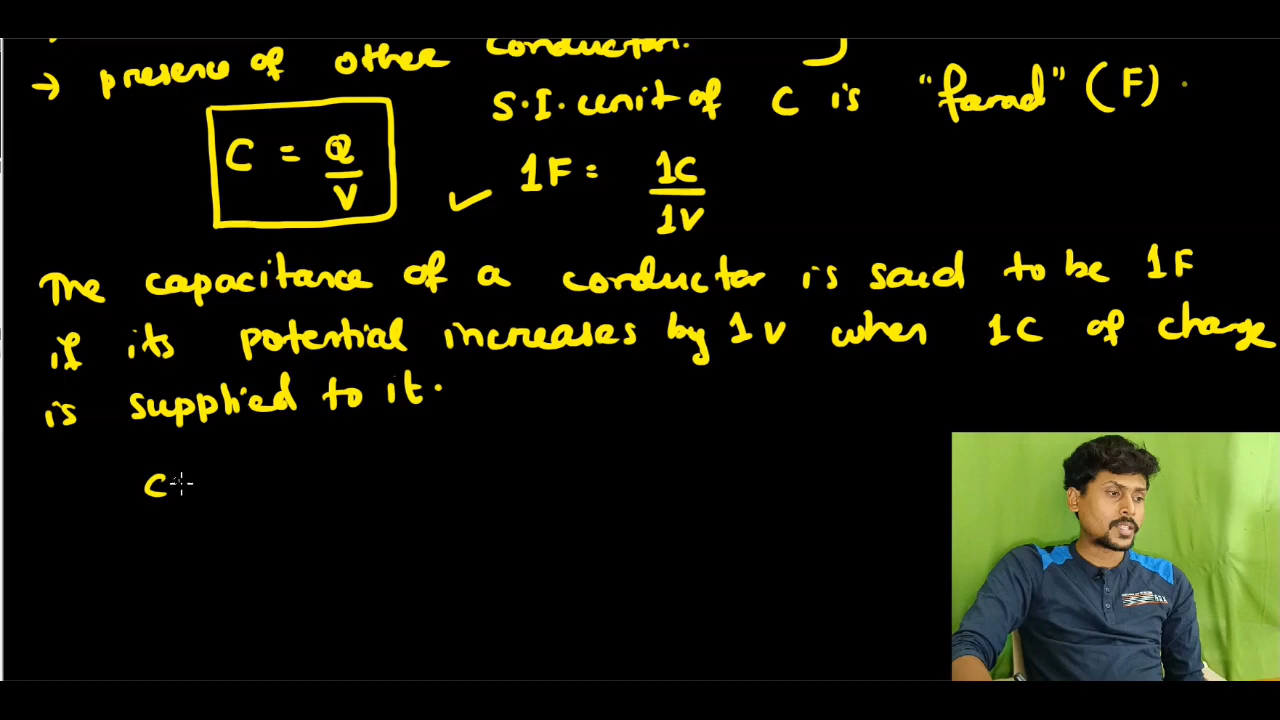 → presence of other conductor.
S.I. unit of C is "farad" (F) .
C = Q/V
1F = 1C/1V
The capacitance of a conductor is said to be 1F
if its potential increases by 1V when 1C of charge
is supplied to it.
C